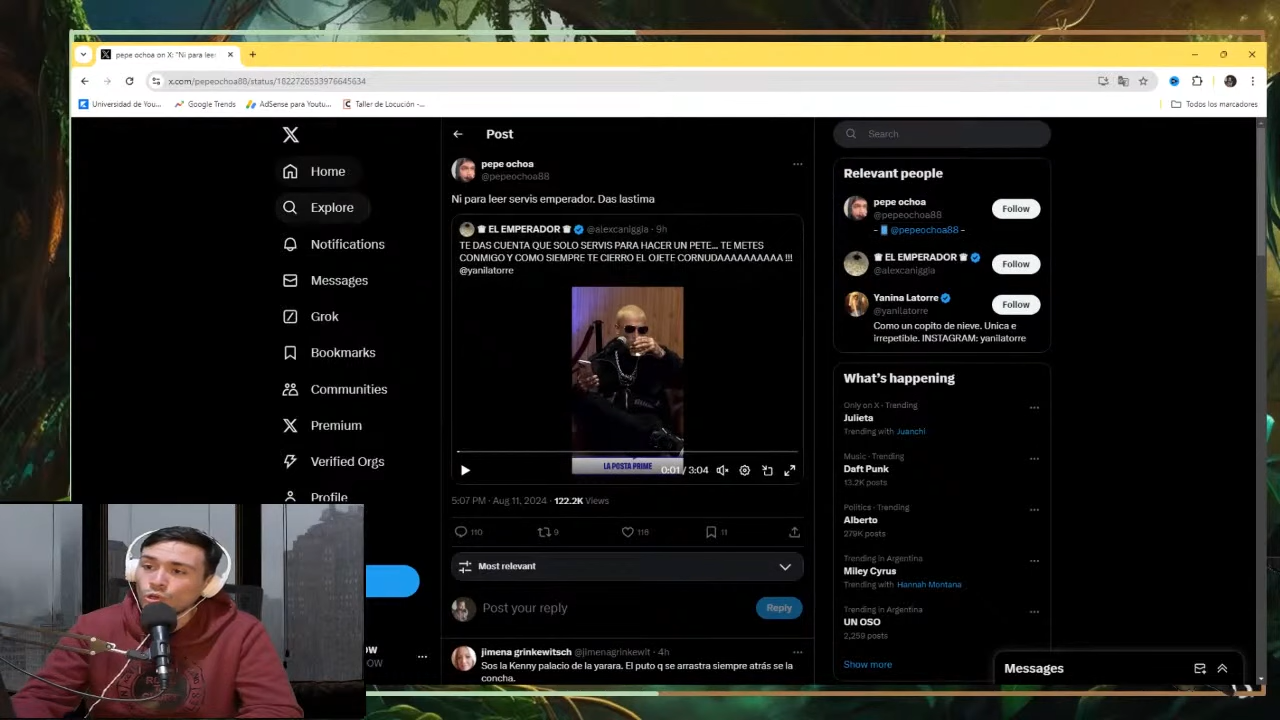 pepe ochoa on X: "Ni para lee
x.com/pepeochoa88/status/1822726533976645634
Universidad de You...
Google Trends
AdSense para Youtu...
Taller de Locución -...
Todos los marcadores
Home
Explore
Notifications
Messages
Grok
Bookmarks
Communities
Premium
Verified Orgs
Profile
Post
pepe ochoa
@pepeochoa88
Ni para leer servis emperador. Das lastima
EL EMPERADOR @alexcaniggia · 9h
TE DAS CUENTA QUE SOLO SERVIS PARA HACER UN PETE... TE METES
CONMIGO Y COMO SIEMPRE TE CIERRO EL OJETE CORNUDAAAAAAAAA !!!
@yanilatorre
LA POSTA PRIME
0:01 / 3:04
5:07 PM · Aug 11, 2024 · 122.2K Views
110
9
116
11
Most relevant
Post your reply
Reply
jimena grinkewitsch @jimenagrinkewit · 4h
Sos la Kenny palacio de la yarara. El puto q se arrastra siempre atrás se la
concha.
Search
Relevant people
pepe ochoa
@pepeochoa88
Follow
- @pepeochoa88 -
EL EMPERADOR
@alexcaniggia
Follow
Yanina Latorre
@yanilatorre
Follow
Como un copito de nieve. Unica e
irrepetible. INSTAGRAM: yanilatorre
What's happening
Only on X · Trending
Julieta
Trending with Juanchi
Music · Trending
Daft Punk
13.2K posts
Politics · Trending
Alberto
279K posts
Trending in Argentina
Miley Cyrus
Trending with Hannah Montana
Trending in Argentina
UN OSO
2,259 posts
Show more
Messages